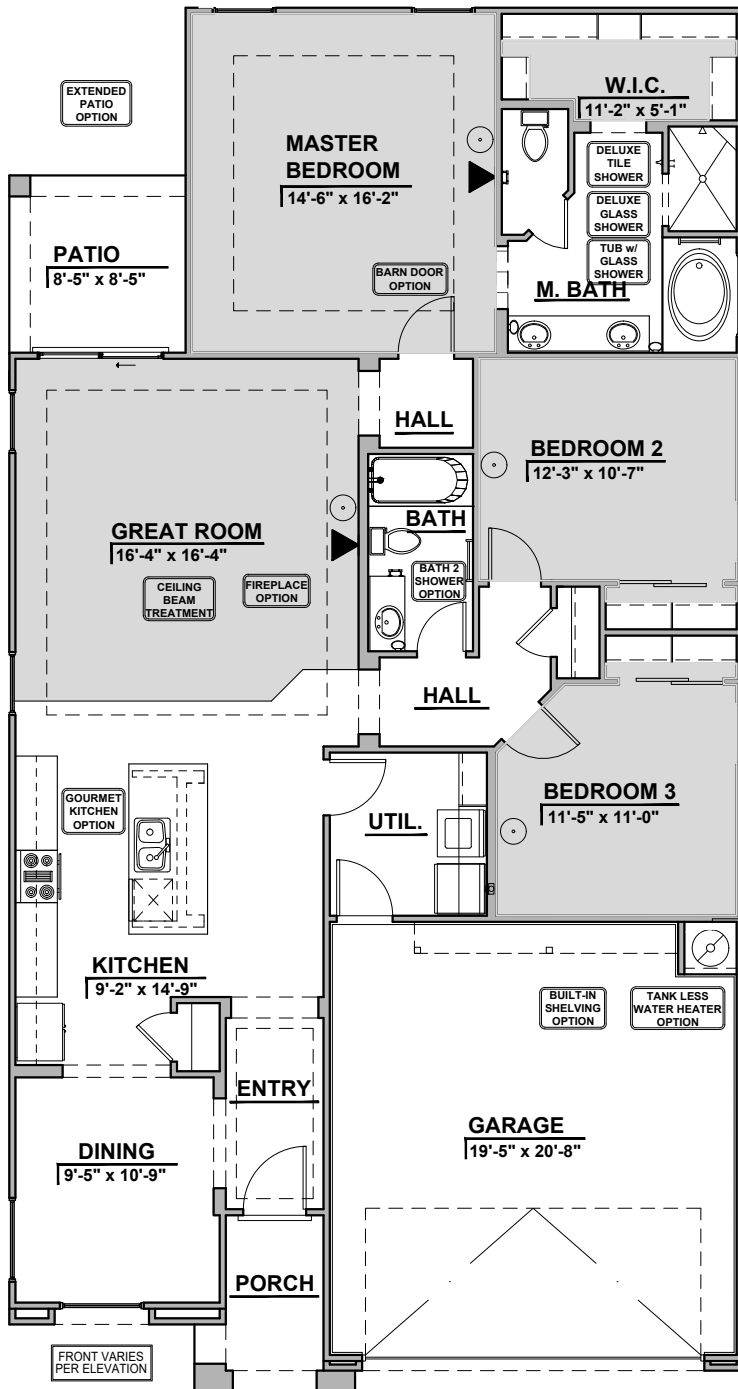 EXTENDED
PATIO
OPTION
W.I.C.
11'-2" x 5'-1"
MASTER
BEDROOM
14'-6" x 16'-2"
DELUXE
TILE
SHOWER
DELUXE
GLASS
SHOWER
TUB w/
GLASS
SHOWER
PATIO
8'-5" x 8'-5"
BARN DOOR
OPTION
M. BATH
HALL
BEDROOM 2
12'-3" x 10'-7"
GREAT ROOM
16'-4" x 16'-4"
BATH
CEILING
BEAM
TREATMENT
FIREPLACE
OPTION
BATH 2
SHOWER
OPTION
HALL
GOURMET
KITCHEN
OPTION
UTIL.
BEDROOM 3
11'-5" x 11'-0"
KITCHEN
9'-2" x 14'-9"
BUILT-IN
SHELVING
OPTION
TANK LESS
WATER HEATER
OPTION
ENTRY
DINING
9'-5" x 10'-9"
GARAGE
19'-5" x 20'-8"
PORCH
FRONT VARIES
PER ELEVATION